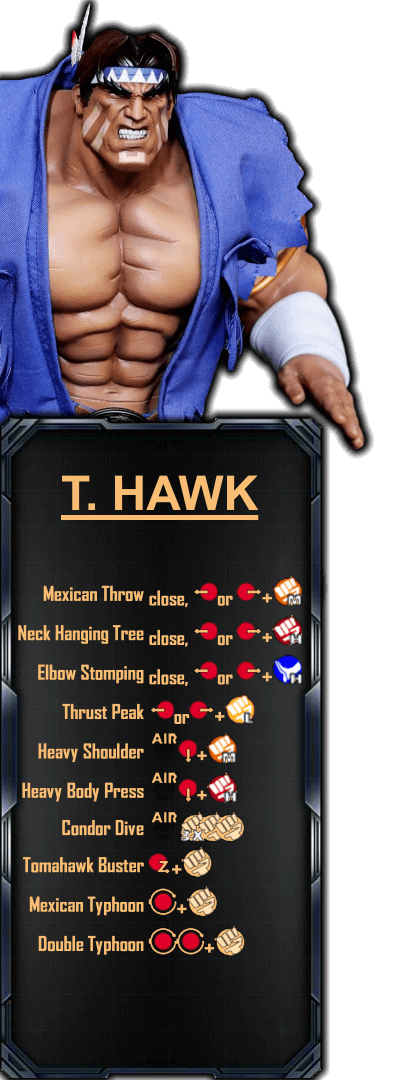 T. HAWK
Mexican Throw close, or + M
Neck Hanging Tree close, or + H
Elbow Stomping close, or + H
Thrust Peak or + L
Heavy Shoulder AIR + M
Heavy Body Press AIR + H
Condor Dive AIR 3X
Tomahawk Buster +
Mexican Typhoon +
Double Typhoon +